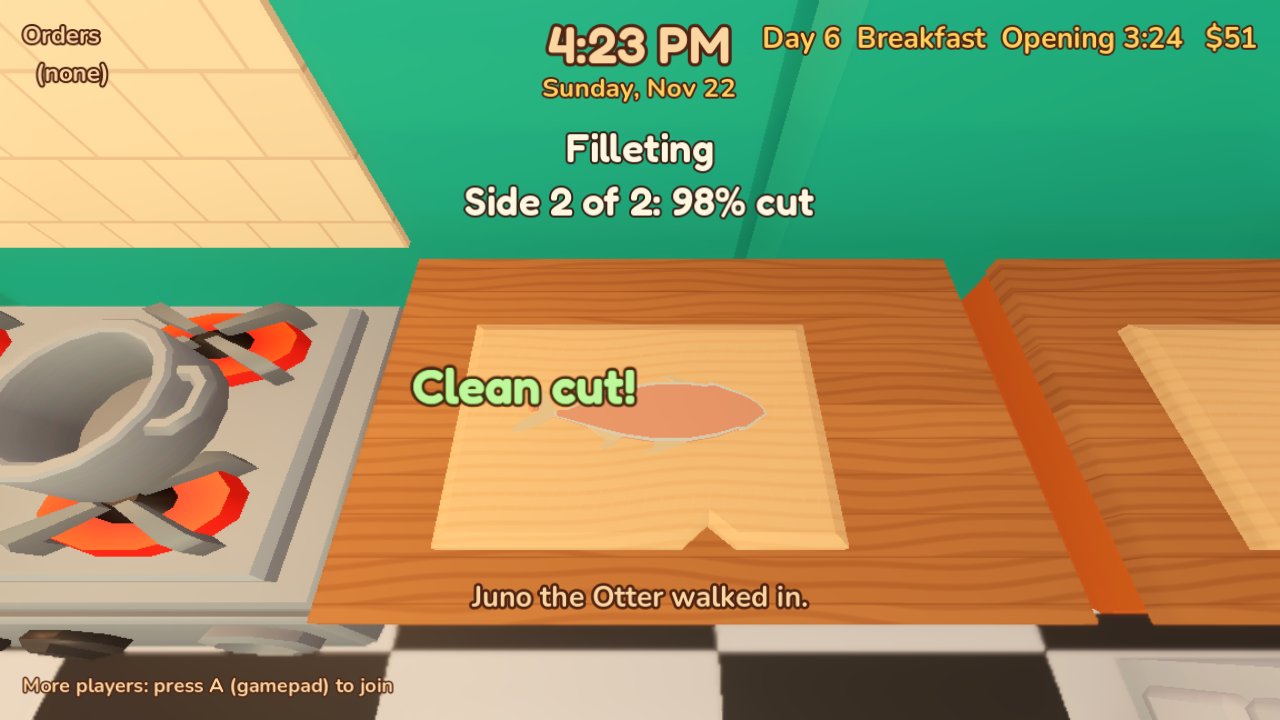 Orders
(none)
4:23 PM
Sunday, Nov 22
Day 6 Breakfast Opening 3:24 $51
Filleting
Side 2 of 2: 98% cut
Clean cut!
Juno the Otter walked in.
More players: press A (gamepad) to join